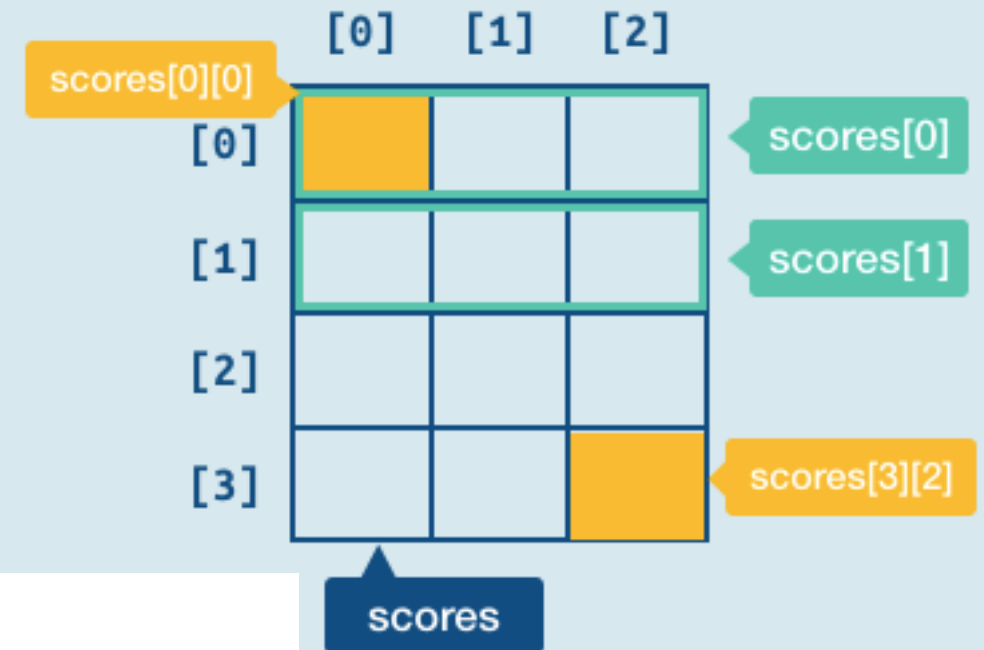 [0] [1] [2]
scores[0][0]
[0]
scores[0]
[1]
scores[1]
[2]
[3]
scores[3][2]
scores